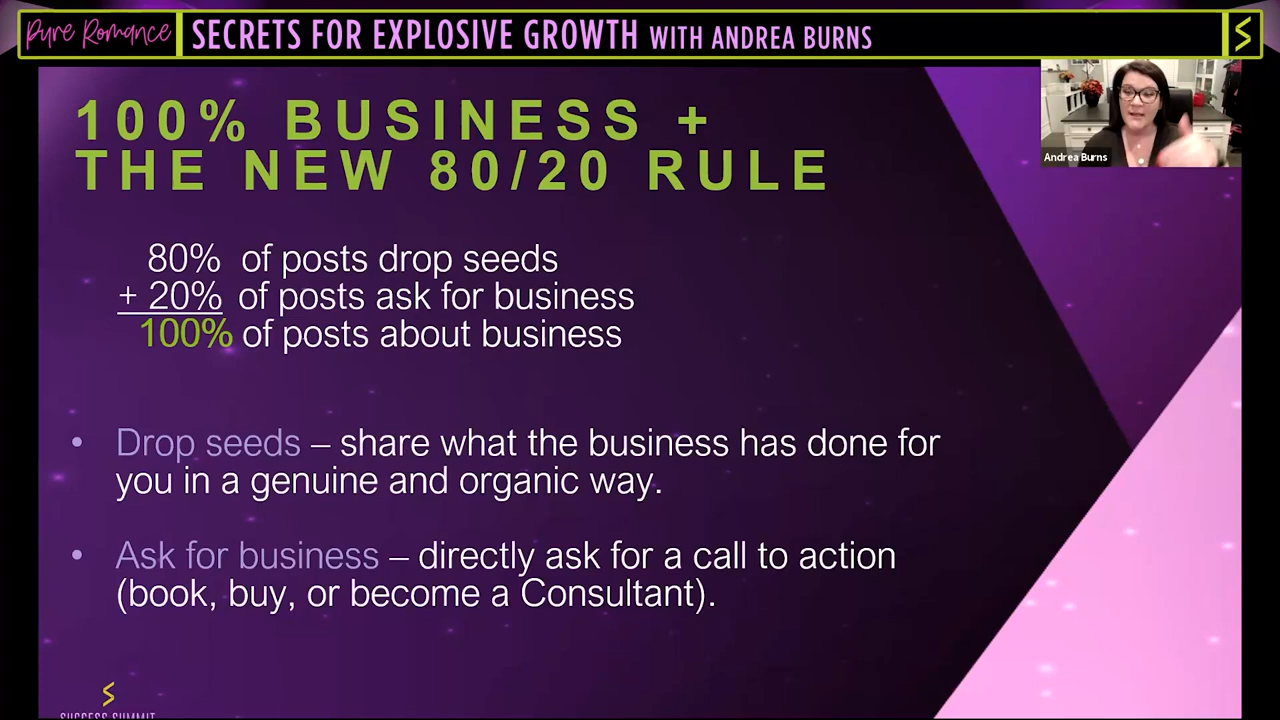 Pure Romance
SECRETS FOR EXPLOSIVE GROWTH WITH ANDREA BURNS
Andrea Burns
100% BUSINESS +
THE NEW 80/20 RULE
80% of posts drop seeds
+ 20% of posts ask for business
100% of posts about business
• Drop seeds – share what the business has done for
you in a genuine and organic way.
• Ask for business – directly ask for a call to action
(book, buy, or become a Consultant).
SUCCESS SUMMIT